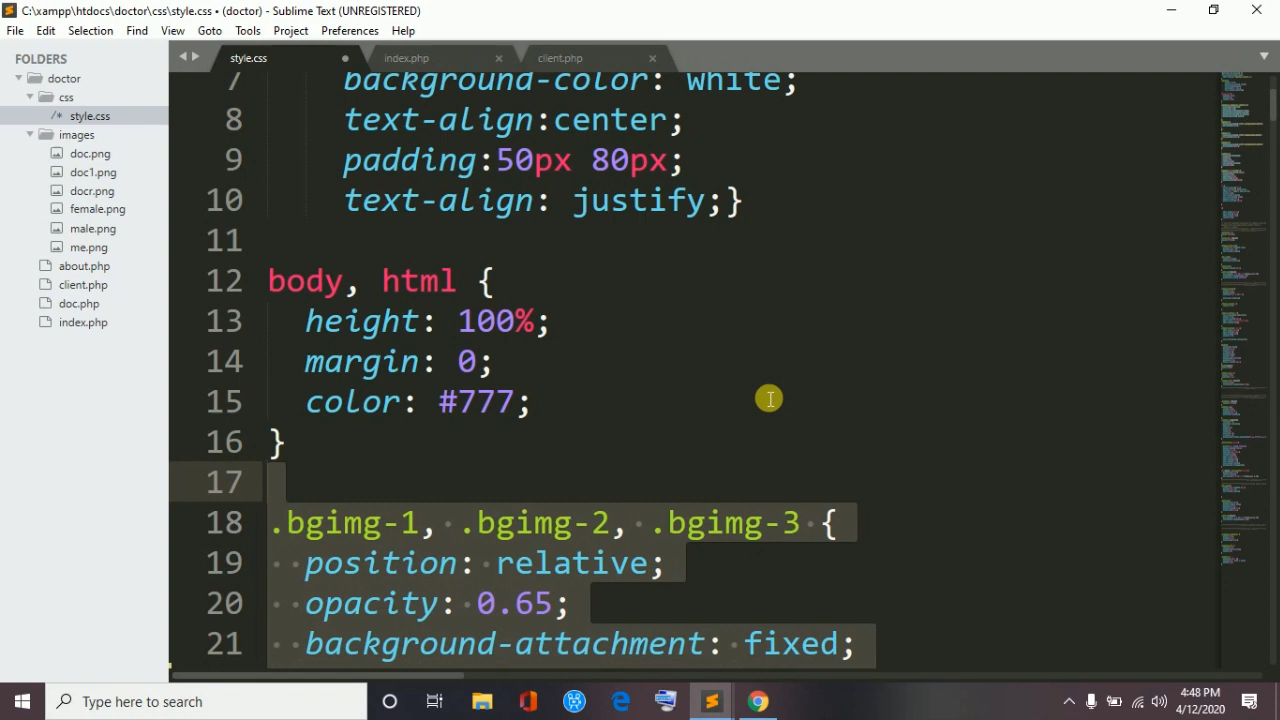 C:\xampp\htdocs\doctor\css\style.css • (doctor) - Sublime Text (UNREGISTERED)
File Edit Selection Find View Goto Tools Project Preferences Help
FOLDERS
doctor
css
/* style.css
images
doc.png
doc1.png
docr.png
female.png
male.png
me.png
about.php
client.php
doc.php
index.php
style.css index.php client.php
7 background-color: white;
8 text-align:center;
9 padding:50px 80px;
10 text-align: justify;}
11
12 body, html {
13 height: 100%;
14 margin: 0;
15 color: #777;
16 }
17
18 .bgimg-1, .bgimg-2, .bgimg-3 {
19 position: relative;
20 opacity: 0.65;
21 background-attachment: fixed;
Type here to search
4:48 PM
4/12/2020